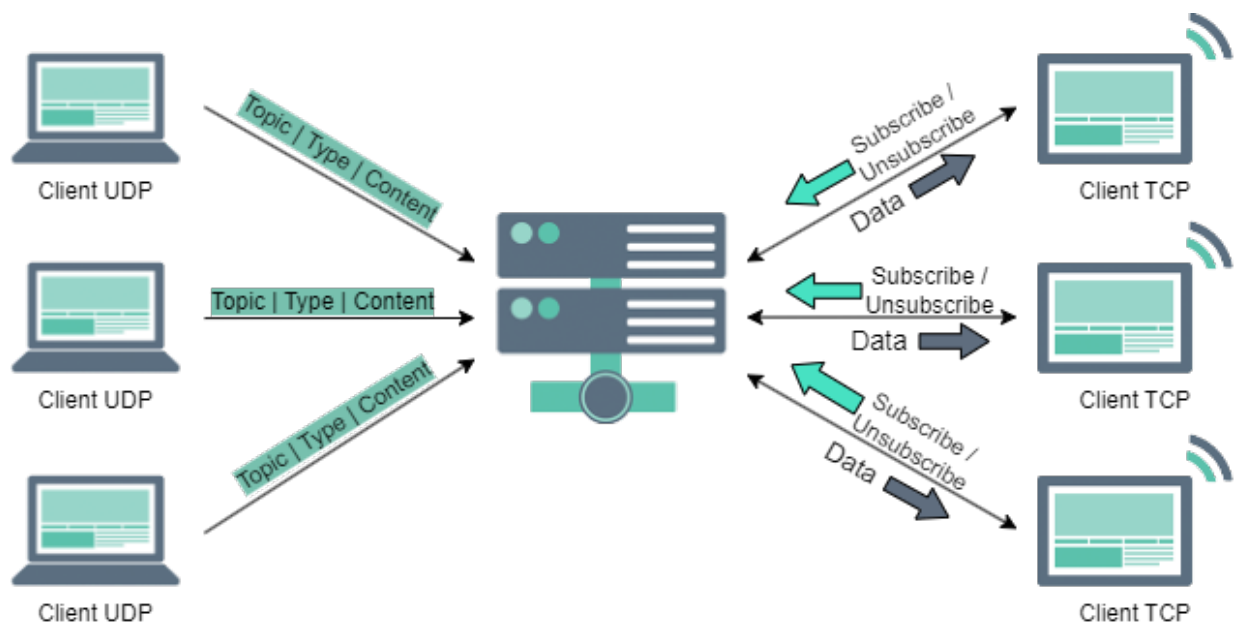 Client UDP
Topic | Type | Content
Subscribe /
Unsubscribe
Data
Client TCP
Client UDP
Topic | Type | Content
Subscribe /
Unsubscribe
Data
Client TCP
Client UDP
Topic | Type | Content
Subscribe /
Unsubscribe
Data
Client TCP